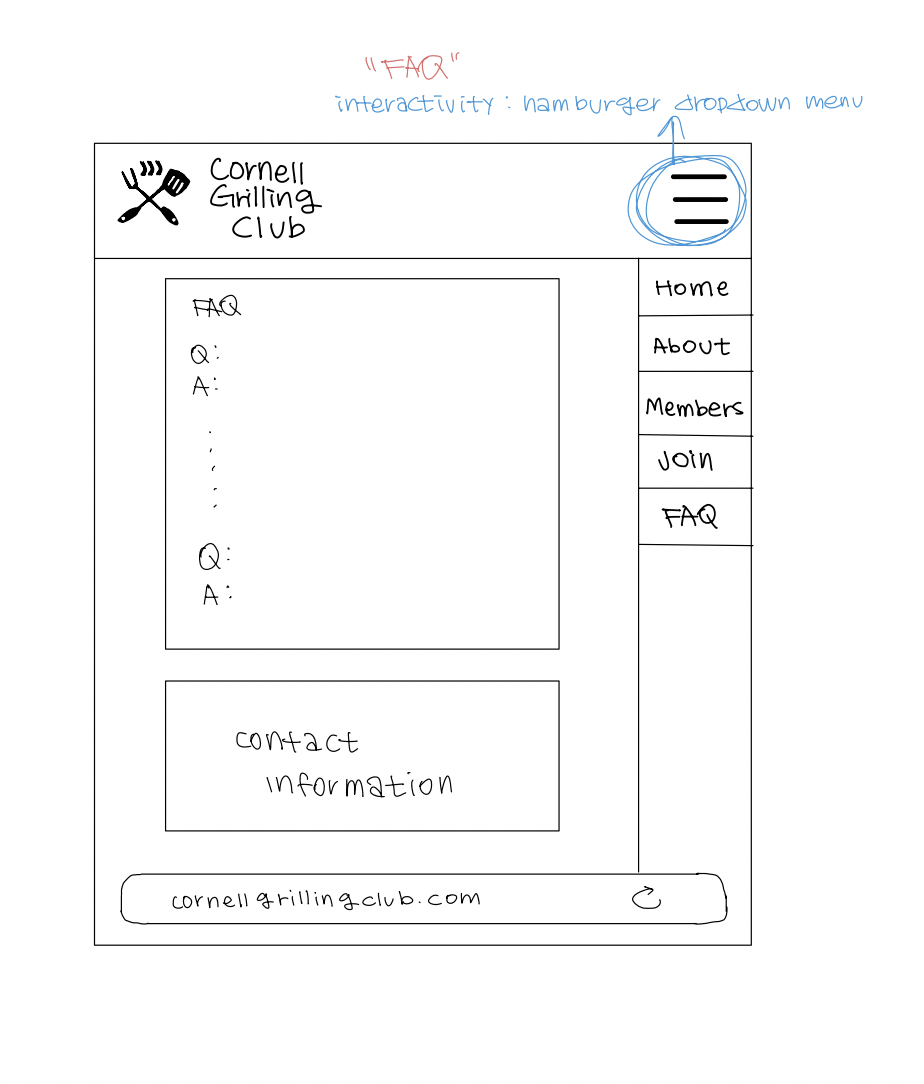 "FAQ"
interactivity : hamburger dropdown menu
Cornell
Grilling
Club
Home
About
Members
Join
FAQ
FAQ
Q:
A:
Q:
A:
contact
information
cornellgrillingclub.com